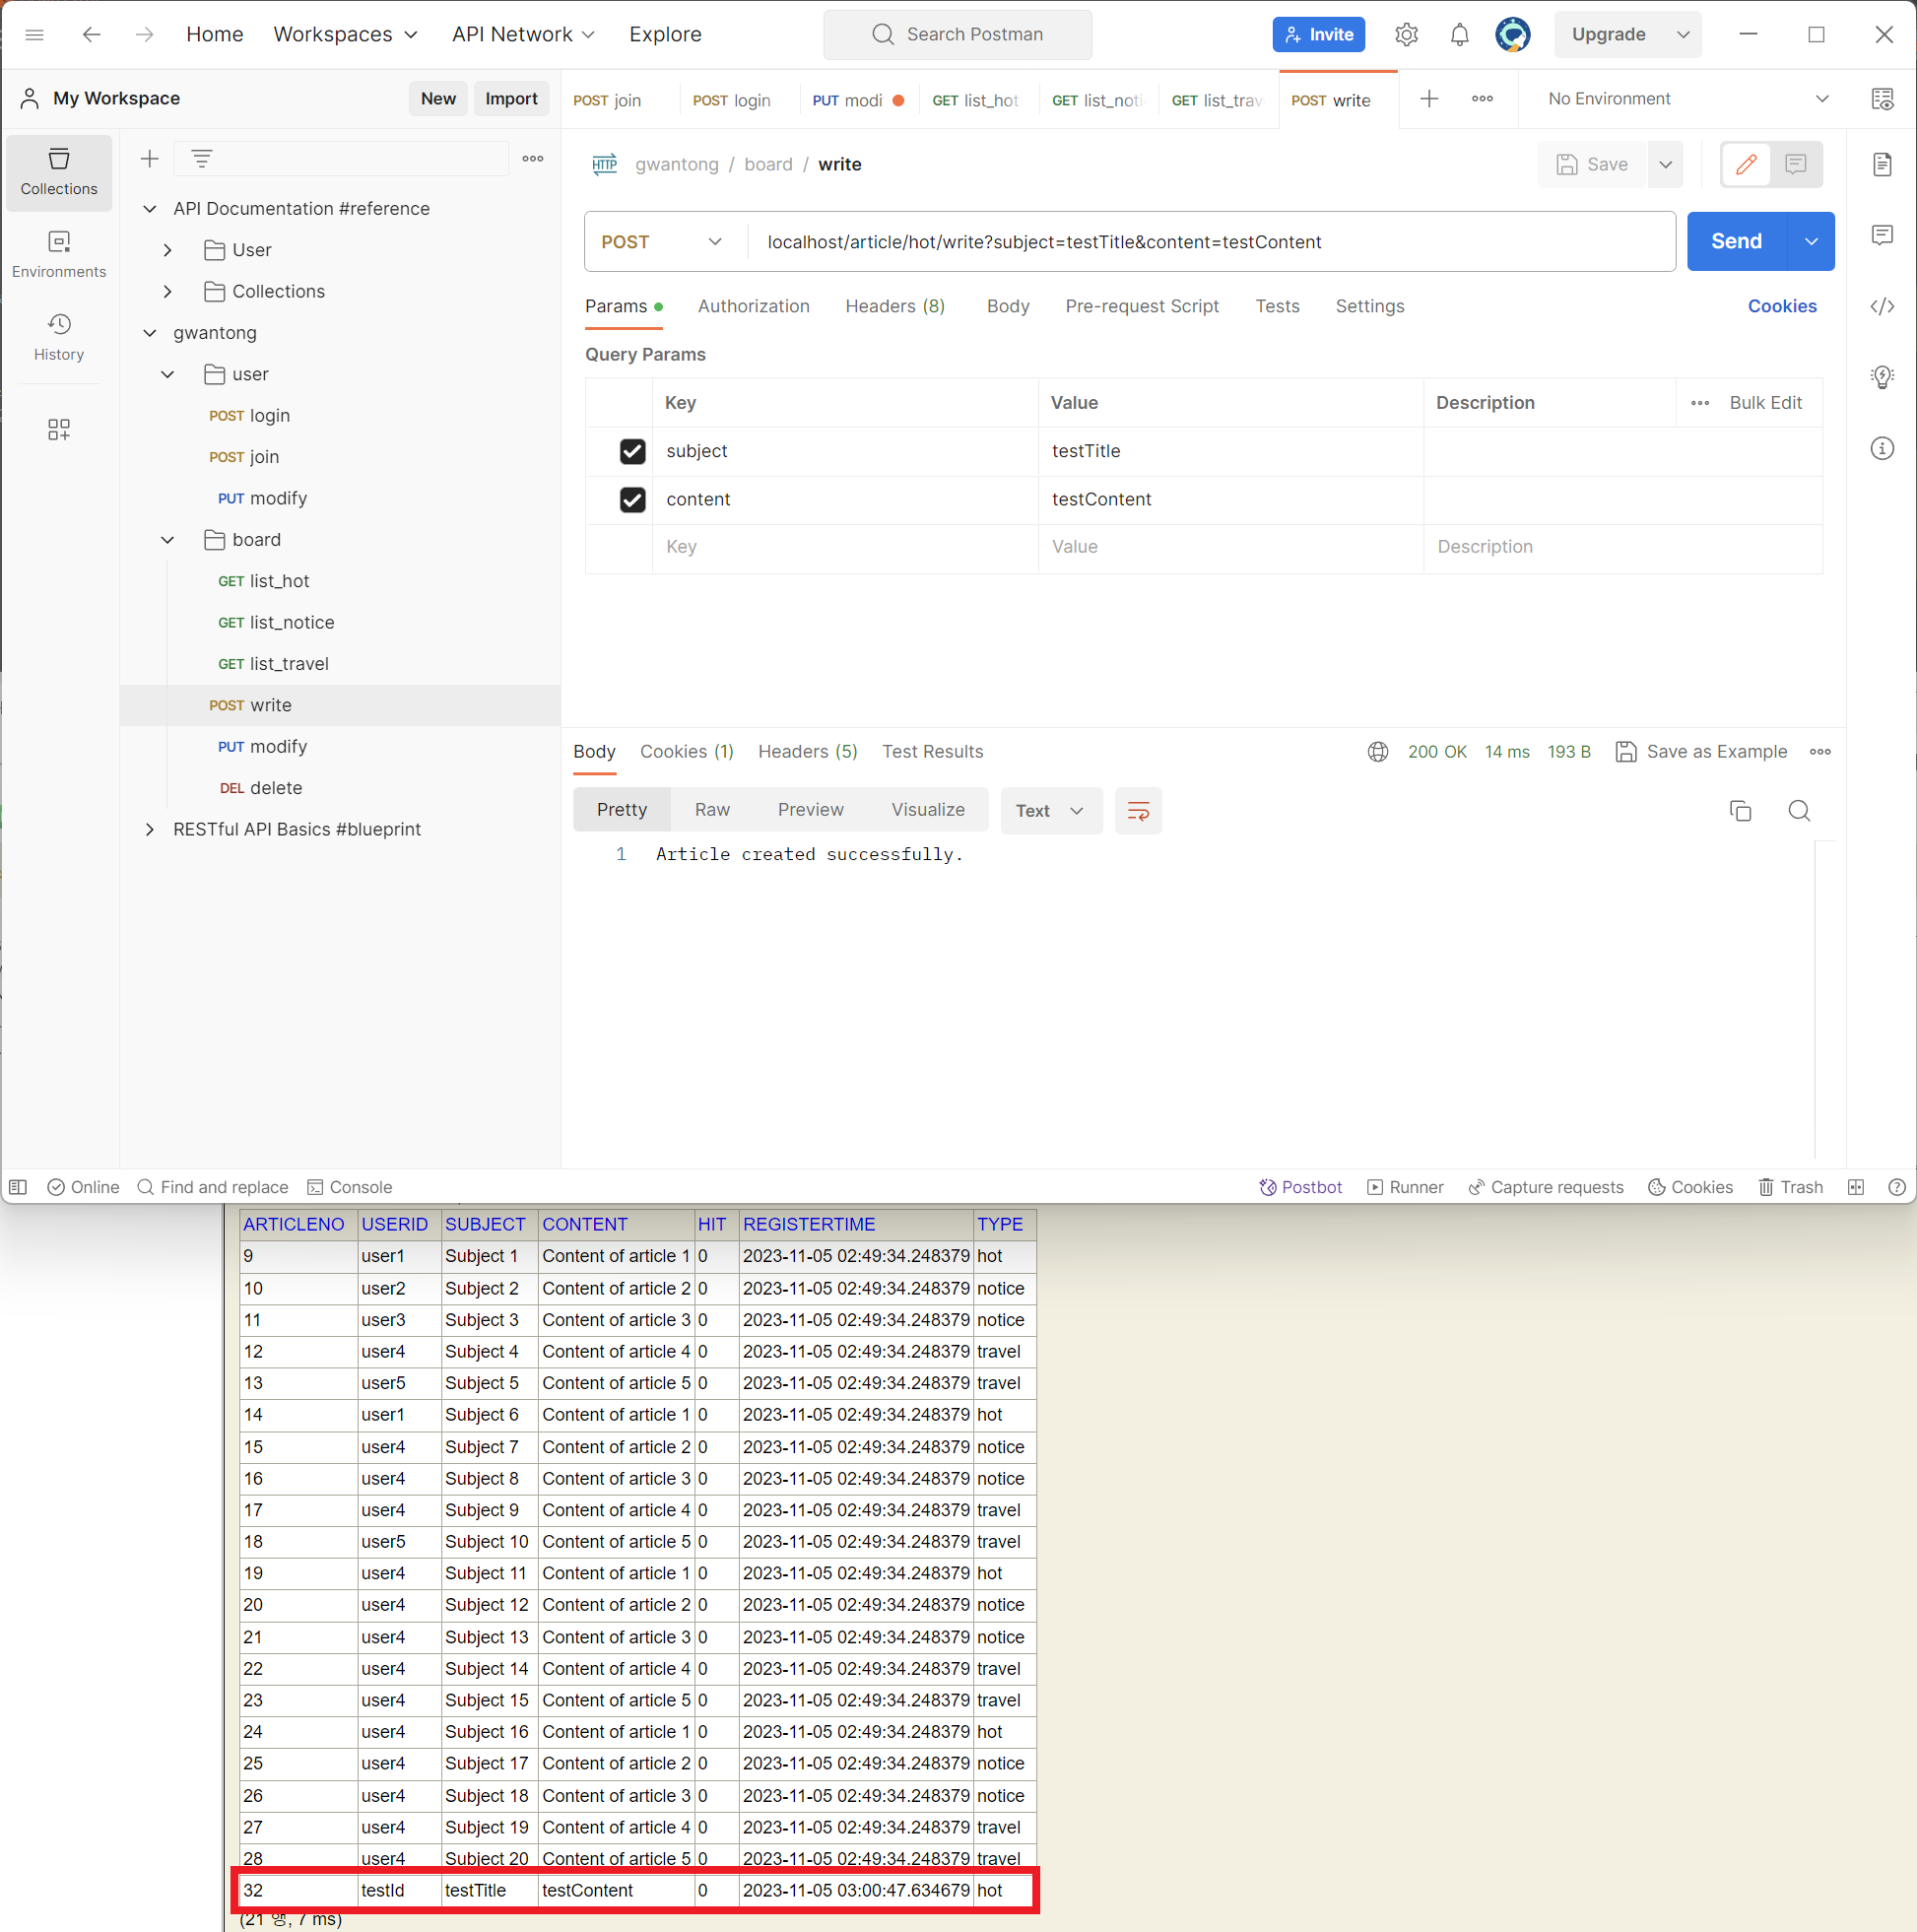 Home Workspaces API Network Explore Search Postman Invite Upgrade
My Workspace New Import POST join POST login PUT modi GET list_hot GET list_noti GET list_trav POST write No Environment
Collections
Environments
History
API Documentation #reference
User
Collections
gwantong
user
POST login
POST join
PUT modify
board
GET list_hot
GET list_notice
GET list_travel
POST write
PUT modify
DEL delete
RESTful API Basics #blueprint
HTTP gwantong / board / write Save
POST localhost/article/hot/write?subject=testTitle&content=testContent Send
Params Authorization Headers (8) Body Pre-request Script Tests Settings Cookies
Query Params
Key Value Description Bulk Edit
subject testTitle
content testContent
Key Value Description
Body Cookies (1) Headers (5) Test Results 200 OK 14 ms 193 B Save as Example
Pretty Raw Preview Visualize Text
1 Article created successfully.
Online Find and replace Console Postbot Runner Capture requests Cookies Trash
ARTICLENO USERID SUBJECT CONTENT HIT REGISTERTIME TYPE
9 user1 Subject 1 Content of article 1 0 2023-11-05 02:49:34.248379 hot
10 user2 Subject 2 Content of article 2 0 2023-11-05 02:49:34.248379 notice
11 user3 Subject 3 Content of article 3 0 2023-11-05 02:49:34.248379 notice
12 user4 Subject 4 Content of article 4 0 2023-11-05 02:49:34.248379 travel
13 user5 Subject 5 Content of article 5 0 2023-11-05 02:49:34.248379 travel
14 user1 Subject 6 Content of article 1 0 2023-11-05 02:49:34.248379 hot
15 user4 Subject 7 Content of article 2 0 2023-11-05 02:49:34.248379 notice
16 user4 Subject 8 Content of article 3 0 2023-11-05 02:49:34.248379 notice
17 user4 Subject 9 Content of article 4 0 2023-11-05 02:49:34.248379 travel
18 user5 Subject 10 Content of article 5 0 2023-11-05 02:49:34.248379 travel
19 user4 Subject 11 Content of article 1 0 2023-11-05 02:49:34.248379 hot
20 user4 Subject 12 Content of article 2 0 2023-11-05 02:49:34.248379 notice
21 user4 Subject 13 Content of article 3 0 2023-11-05 02:49:34.248379 notice
22 user4 Subject 14 Content of article 4 0 2023-11-05 02:49:34.248379 travel
23 user4 Subject 15 Content of article 5 0 2023-11-05 02:49:34.248379 travel
24 user4 Subject 16 Content of article 1 0 2023-11-05 02:49:34.248379 hot
25 user4 Subject 17 Content of article 2 0 2023-11-05 02:49:34.248379 notice
26 user4 Subject 18 Content of article 3 0 2023-11-05 02:49:34.248379 notice
27 user4 Subject 19 Content of article 4 0 2023-11-05 02:49:34.248379 travel
28 user4 Subject 20 Content of article 5 0 2023-11-05 02:49:34.248379 travel
32 testId testTitle testContent 0 2023-11-05 03:00:47.634679 hot
(21 행, 7 ms)